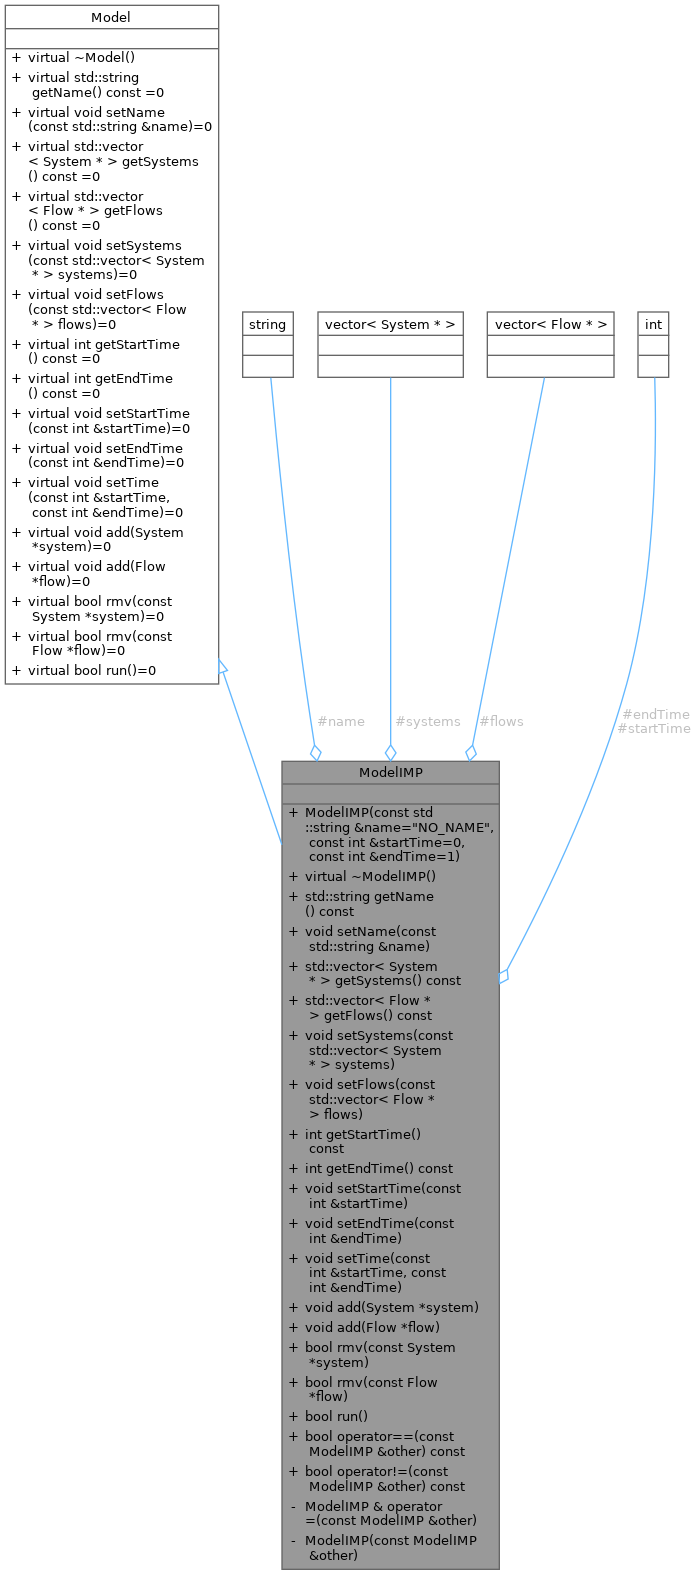 Model
+ virtual ~Model()
+ virtual std::string
getName() const =0
+ virtual void setName
(const std::string &name)=0
+ virtual std::vector
< System * > getSystems
() const =0
+ virtual std::vector
< Flow * > getFlows
() const =0
+ virtual void setSystems
(const std::vector< System
* > systems)=0
+ virtual void setFlows
(const std::vector< Flow
* > flows)=0
+ virtual int getStartTime
() const =0
+ virtual int getEndTime
() const =0
+ virtual void setStartTime
(const int &startTime)=0
+ virtual void setEndTime
(const int &endTime)=0
+ virtual void setTime
(const int &startTime,
const int &endTime)=0
+ virtual void add(System
*system)=0
+ virtual void add(Flow
*flow)=0
+ virtual bool rmv(const
System *system)=0
+ virtual bool rmv(const
Flow *flow)=0
+ virtual bool run()=0
string
vector< System * >
vector< Flow * >
int
#name
#systems
#flows
#endTime
#startTime
ModelIMP
+ ModelIMP(const std
::string &name="NO_NAME",
const int &startTime=0,
const int &endTime=1)
+ virtual ~ModelIMP()
+ std::string getName
() const
+ void setName(const
std::string &name)
+ std::vector< System
* > getSystems() const
+ std::vector< Flow *
> getFlows() const
+ void setSystems(const
std::vector< System
* > systems)
+ void setFlows(const
std::vector< Flow *
> flows)
+ int getStartTime()
const
+ int getEndTime() const
+ void setStartTime(const
int &startTime)
+ void setEndTime(const
int &endTime)
+ void setTime(const
int &startTime, const
int &endTime)
+ void add(System *system)
+ void add(Flow *flow)
+ bool rmv(const System
*system)
+ bool rmv(const Flow
*flow)
+ bool run()
+ bool operator==(const
ModelIMP &other) const
+ bool operator!=(const
ModelIMP &other) const
- ModelIMP & operator
=(const ModelIMP &other)
- ModelIMP(const ModelIMP
&other)